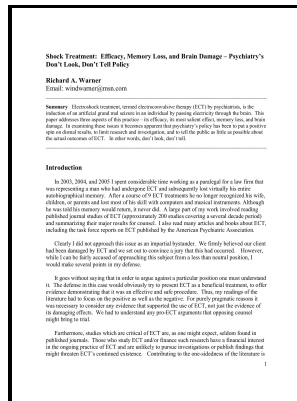 Shock Treatment: Efficacy, Memory Loss, and Brain Damage – Psychiatry's
Don't Look, Don't Tell Policy
Richard A. Warner
Email: windwarner@msn.com
Summary Electroshock treatment, termed electroconvulsive therapy (ECT) by psychiatrists, is the
induction of an artificial grand mal seizure in an individual by passing electricity through the brain. This
paper addresses three aspects of this practice – its efficacy, its most salient effect, memory loss, and brain
damage. In examining these issues it becomes apparent that psychiatry's policy has been to put a positive
spin on dismal results, to limit research and investigation, and to tell the public as little as possible about
the actual outcomes of ECT. In other words, don't look, don't tell.
Introduction
In 2003, 2004, and 2005 I spent considerable time working as a paralegal for a law firm that
was representing a man who had undergone ECT and subsequently lost virtually his entire
autobiographical memory. After a course of 9 ECT treatments he no longer recognized his wife,
children, or parents and lost most of his skill with computers and musical instruments. Although
he was told his memory would return, it never did. A large part of my work involved reading
published journal studies of ECT (approximately 200 studies covering a several decade period)
and summarizing their major results for counsel. I also read many articles and books about ECT,
including the task force reports on ECT published by the American Psychiatric Association.
Clearly I did not approach this issue as an impartial bystander. We firmly believed our client
had been damaged by ECT and we set out to convince a jury that this had occurred. However,
while I can be fairly accused of approaching this subject from a less than neutral position, I
would make several points in my defense.
It goes without saying that in order to argue against a particular position one must understand
it. The defense in this case would obviously try to present ECT as a beneficial treatment, to offer
evidence demonstrating that it was an effective and safe procedure. Thus, my readings of the
literature had to focus on the positive as well as the negative. For purely pragmatic reasons it
was necessary to consider any evidence that supported the use of ECT, not just the evidence of
its damaging effects. We had to understand any pro-ECT arguments that opposing counsel
might bring to trial.
Furthermore, studies which are critical of ECT are, as one might expect, seldom found in
published journals. Those who study ECT and/or finance such research have a financial interest
in the ongoing practice of ECT and are unlikely to pursue investigations or publish findings that
might threaten ECT's continued existence. Contributing to the one-sidedness of the literature is
1